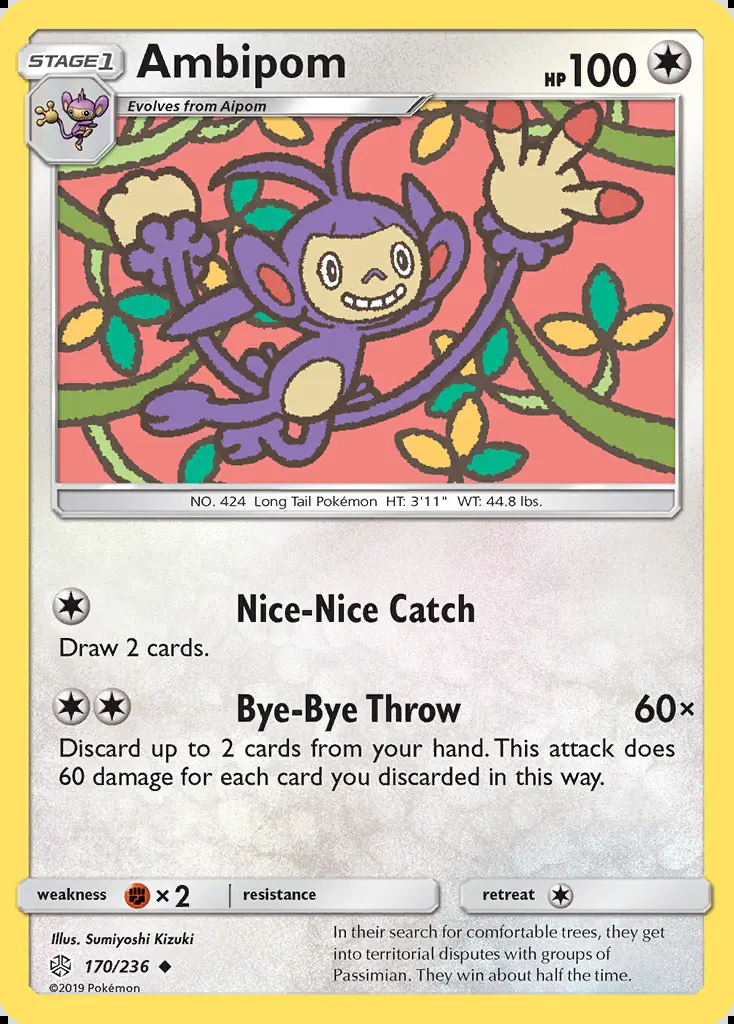 STAGE1
Ambipom
HP100
Evolves from Aipom
NO. 424 Long Tail Pokémon HT: 3'11" WT: 44.8 lbs.
Nice-Nice Catch
Draw 2 cards.
Bye-Bye Throw 60×
Discard up to 2 cards from your hand. This attack does
60 damage for each card you discarded in this way.
weakness ×2 resistance retreat
Illus. Sumiyoshi Kizuki
170/236
©2019 Pokémon
In their search for comfortable trees, they get
into territorial disputes with groups of
Passimian. They win about half the time.